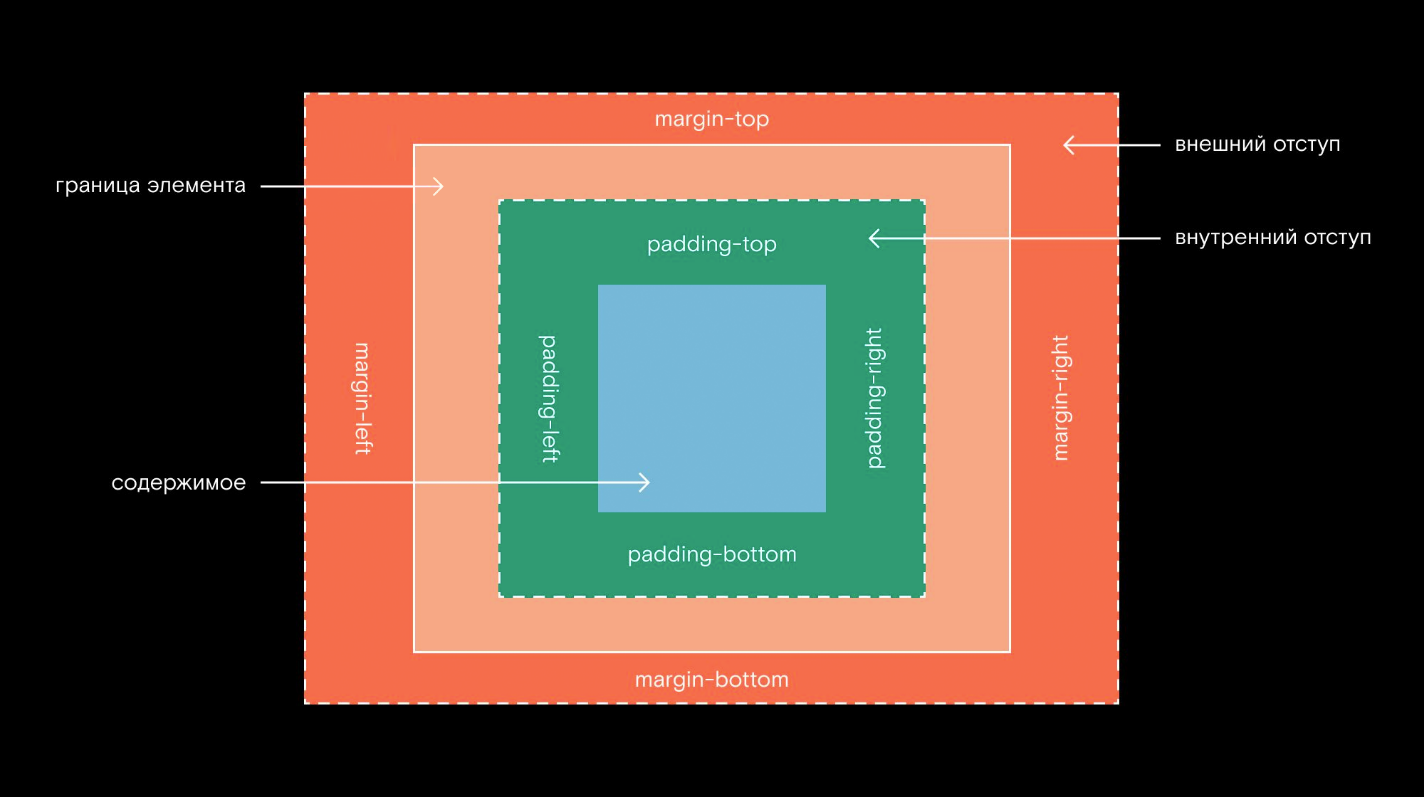 margin-top
внешний отступ
граница элемента
внутренний отступ
padding-top
margin-left
padding-left
padding-right
margin-right
содержимое
padding-bottom
margin-bottom